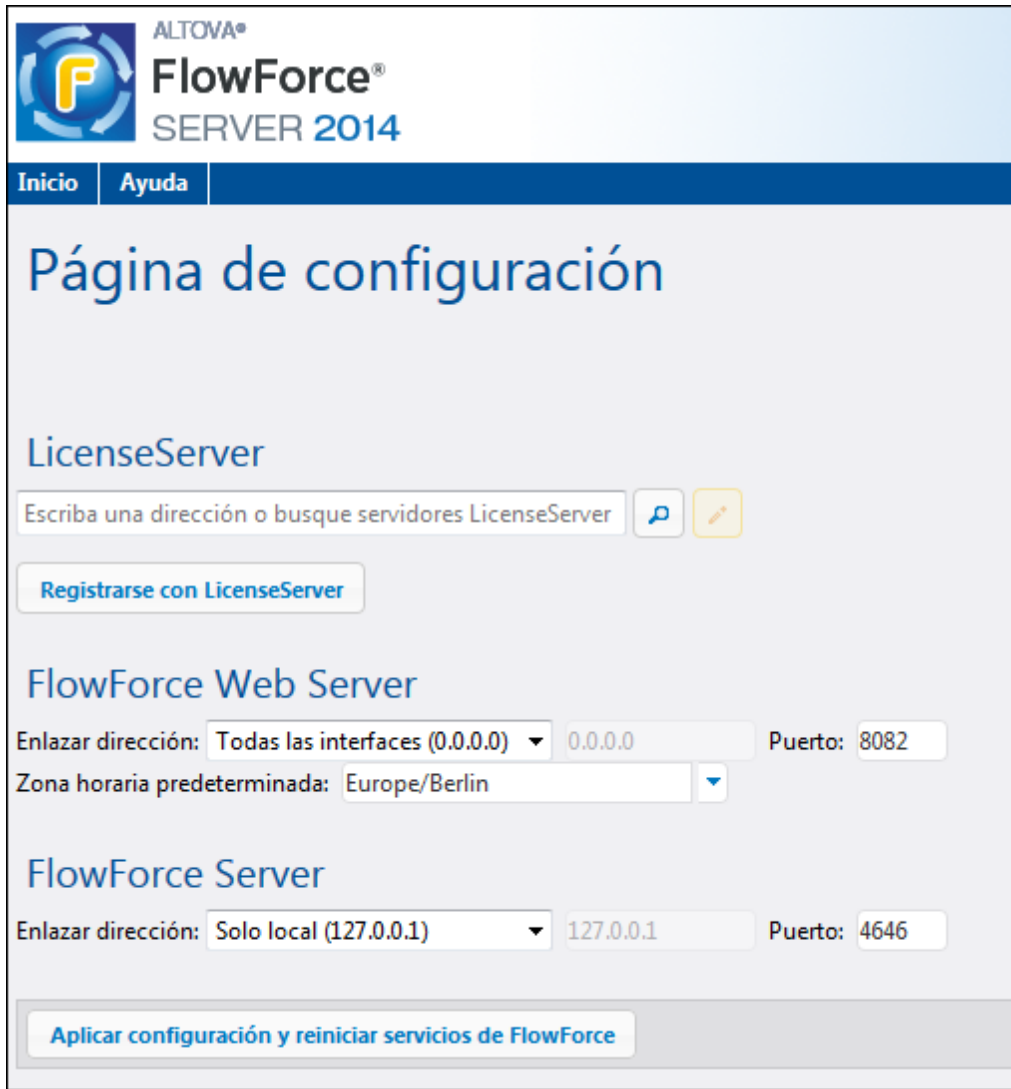 ALTOVA®
FlowForce®
SERVER 2014
Inicio Ayuda
Página de configuración
LicenseServer
Escriba una dirección o busque servidores LicenseServer
Registrarse con LicenseServer
FlowForce Web Server
Enlazar dirección: Todas las interfaces (0.0.0.0) 0.0.0.0 Puerto: 8082
Zona horaria predeterminada: Europe/Berlin
FlowForce Server
Enlazar dirección: Solo local (127.0.0.1) 127.0.0.1 Puerto: 4646
Aplicar configuración y reiniciar servicios de FlowForce